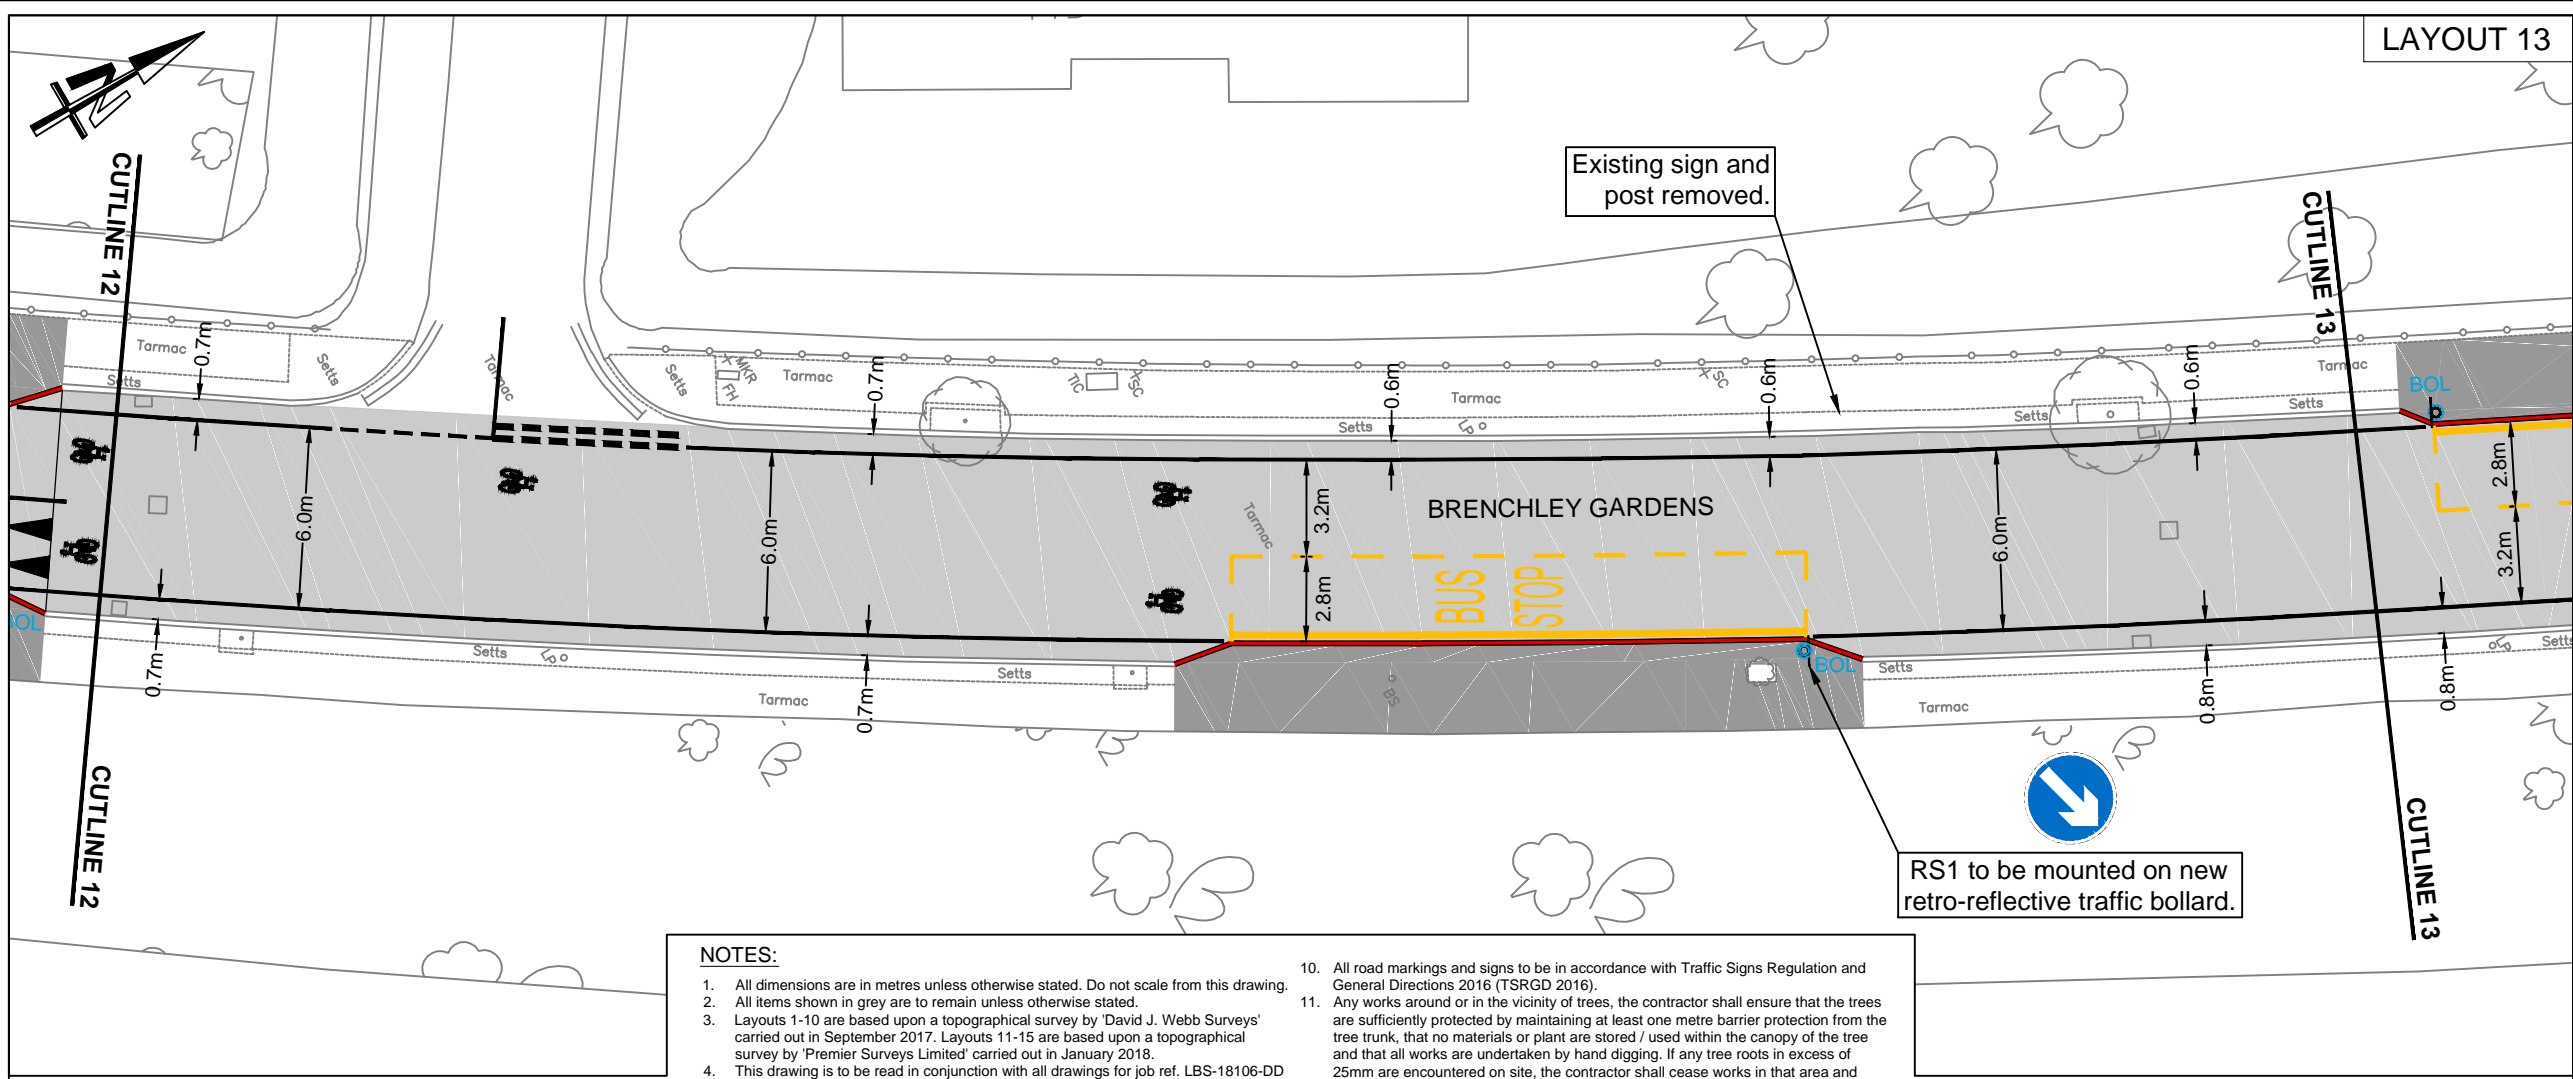 LAYOUT 13
N
CUTLINE 12
CUTLINE 13
Existing sign and
post removed.
Tarmac
Setts
0.7m
Setts
Tarmac
Setts
MKR
FH
Tarmac
0.7m
TIC
SC
0.6m
Tarmac
Setts
LP
SC
0.6m
Setts
0.6m
Tarmac
Setts
BOL
6.0m
6.0m
Tarmac
3.2m
2.8m
BRENCHLEY GARDENS
BUS
STOP
6.0m
2.8m
3.2m
BOL
0.7m
Setts
LP
Tarmac
0.7m
Setts
BS
BOL
Setts
Tarmac
0.8m
0.8m
LP
Setts
CUTLINE 12
CUTLINE 13
RS1 to be mounted on new
retro-reflective traffic bollard.
NOTES:
1. All dimensions are in metres unless otherwise stated. Do not scale from this drawing.
2. All items shown in grey are to remain unless otherwise stated.
3. Layouts 1-10 are based upon a topographical survey by 'David J. Webb Surveys'
carried out in September 2017. Layouts 11-15 are based upon a topographical
survey by 'Premier Surveys Limited' carried out in January 2018.
4. This drawing is to be read in conjunction with all drawings for job ref. LBS-18106-DD
10. All road markings and signs to be in accordance with Traffic Signs Regulation and
General Directions 2016 (TSRGD 2016).
11. Any works around or in the vicinity of trees, the contractor shall ensure that the trees
are sufficiently protected by maintaining at least one metre barrier protection from the
tree trunk, that no materials or plant are stored / used within the canopy of the tree
and that all works are undertaken by hand digging. If any tree roots in excess of
25mm are encountered on site, the contractor shall cease works in that area and